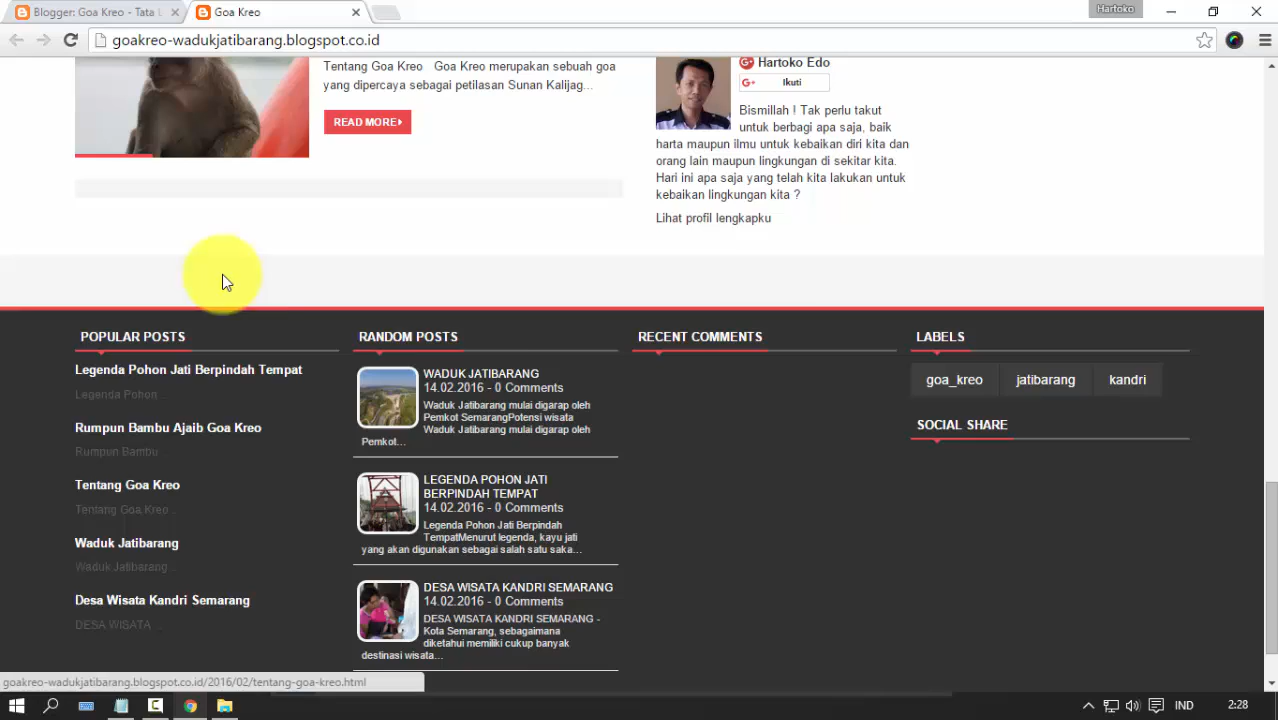 Blogger: Goa Kreo - Tata L
Goa Kreo
Hartoko
goakreo-wadukjatibarang.blogspot.co.id
Tentang Goa Kreo Goa Kreo merupakan sebuah goa
yang dipercaya sebagai petilasan Sunan Kalijag...
READ MORE
Hartoko Edo
G+ Ikuti
Bismillah ! Tak perlu takut
untuk berbagi apa saja, baik
harta maupun ilmu untuk kebaikan diri kita dan
orang lain maupun lingkungan di sekitar kita.
Hari ini apa saja yang telah kita lakukan untuk
kebaikan lingkungan kita ?
Lihat profil lengkapku
POPULAR POSTS
Legenda Pohon Jati Berpindah Tempat
Legenda Pohon ...
Rumpun Bambu Ajaib Goa Kreo
Rumpun Bambu ...
Tentang Goa Kreo
Tentang Goa Kreo ...
Waduk Jatibarang
Waduk Jatibarang ...
Desa Wisata Kandri Semarang
DESA WISATA ...
RANDOM POSTS
WADUK JATIBARANG
14.02.2016 - 0 Comments
Waduk Jatibarang mulai digarap oleh
Pemkot SemarangPotensi wisata
Waduk Jatibarang mulai digarap oleh
Pemkot...
LEGENDA POHON JATI
BERPINDAH TEMPAT
14.02.2016 - 0 Comments
Legenda Pohon Jati Berpindah
TempatMenurut legenda, kayu jati
yang akan digunakan sebagai salah satu saka...
DESA WISATA KANDRI SEMARANG
14.02.2016 - 0 Comments
DESA WISATA KANDRI SEMARANG -
Kota Semarang, sebagaimana
diketahui memiliki cukup banyak
destinasi wisata...
RECENT COMMENTS
LABELS
goa_kreo jatibarang kandri
SOCIAL SHARE
goakreo-wadukjatibarang.blogspot.co.id/2016/02/tentang-goa-kreo.html
IND
2:28